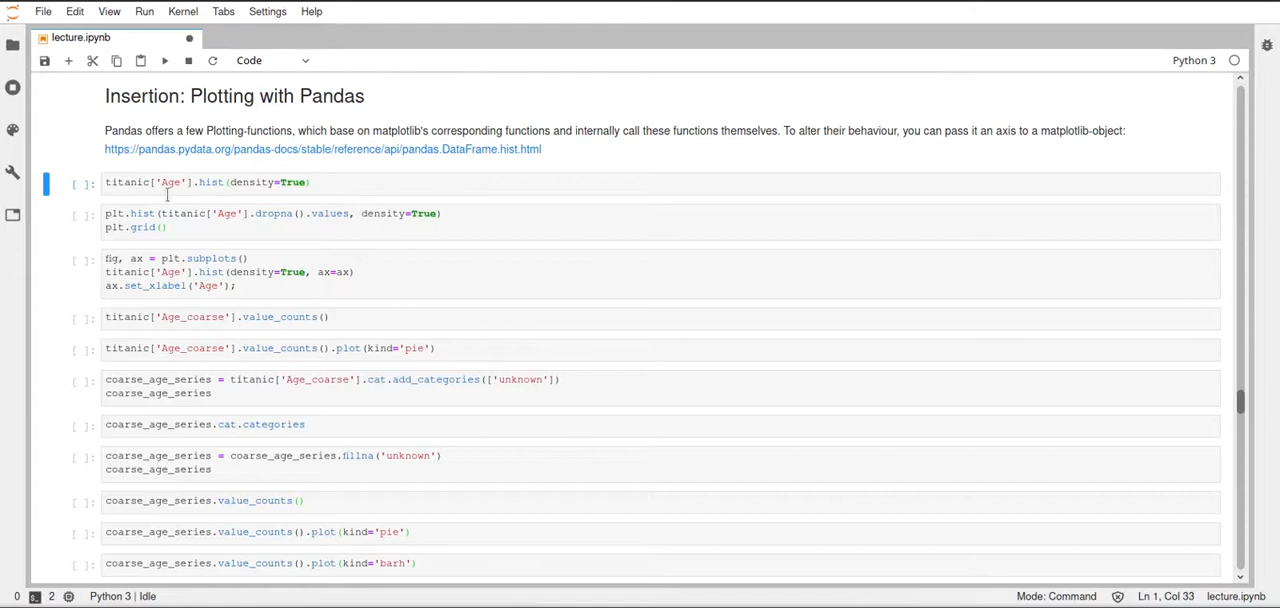 File Edit View Run Kernel Tabs Settings Help
lecture.ipynb
Code
Python 3
Insertion: Plotting with Pandas
Pandas offers a few Plotting-functions, which base on matplotlib's corresponding functions and internally call these functions themselves. To alter their behaviour, you can pass it an axis to a matplotlib-object:
https://pandas.pydata.org/pandas-docs/stable/reference/api/pandas.DataFrame.hist.html
[ ]: titanic['Age'].hist(density=True)
[ ]: plt.hist(titanic['Age'].dropna().values, density=True)
plt.grid()
[ ]: fig, ax = plt.subplots()
titanic['Age'].hist(density=True, ax=ax)
ax.set_xlabel('Age');
[ ]: titanic['Age_coarse'].value_counts()
[ ]: titanic['Age_coarse'].value_counts().plot(kind='pie')
[ ]: coarse_age_series = titanic['Age_coarse'].cat.add_categories(['unknown'])
coarse_age_series
[ ]: coarse_age_series.cat.categories
[ ]: coarse_age_series = coarse_age_series.fillna('unknown')
coarse_age_series
[ ]: coarse_age_series.value_counts()
[ ]: coarse_age_series.value_counts().plot(kind='pie')
[ ]: coarse_age_series.value_counts().plot(kind='barh')
0 2 Python 3 | Idle Mode: Command Ln 1, Col 33 lecture.ipynb